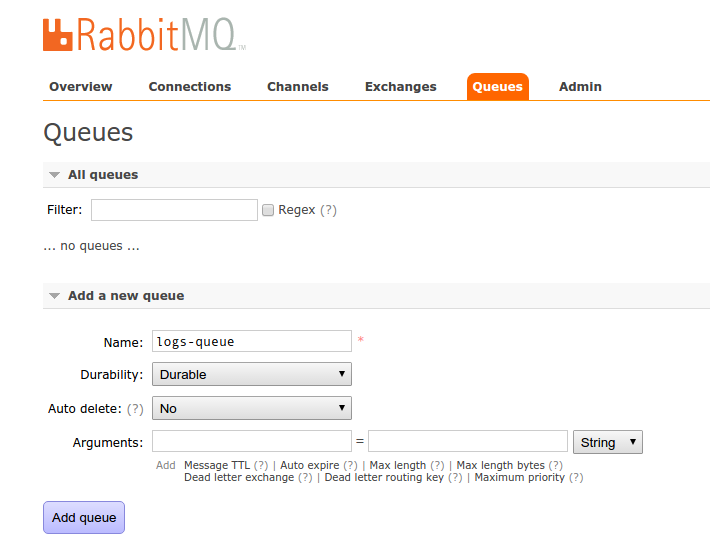 RabbitMQ™
Overview Connections Channels Exchanges Queues Admin
Queues
All queues
Filter: Regex (?)
... no queues ...
Add a new queue
Name: logs-queue *
Durability: Durable
Auto delete: (?) No
Arguments: = String
Add Message TTL (?) | Auto expire (?) | Max length (?) | Max length bytes (?)
Dead letter exchange (?) | Dead letter routing key (?) | Maximum priority (?)
Add queue